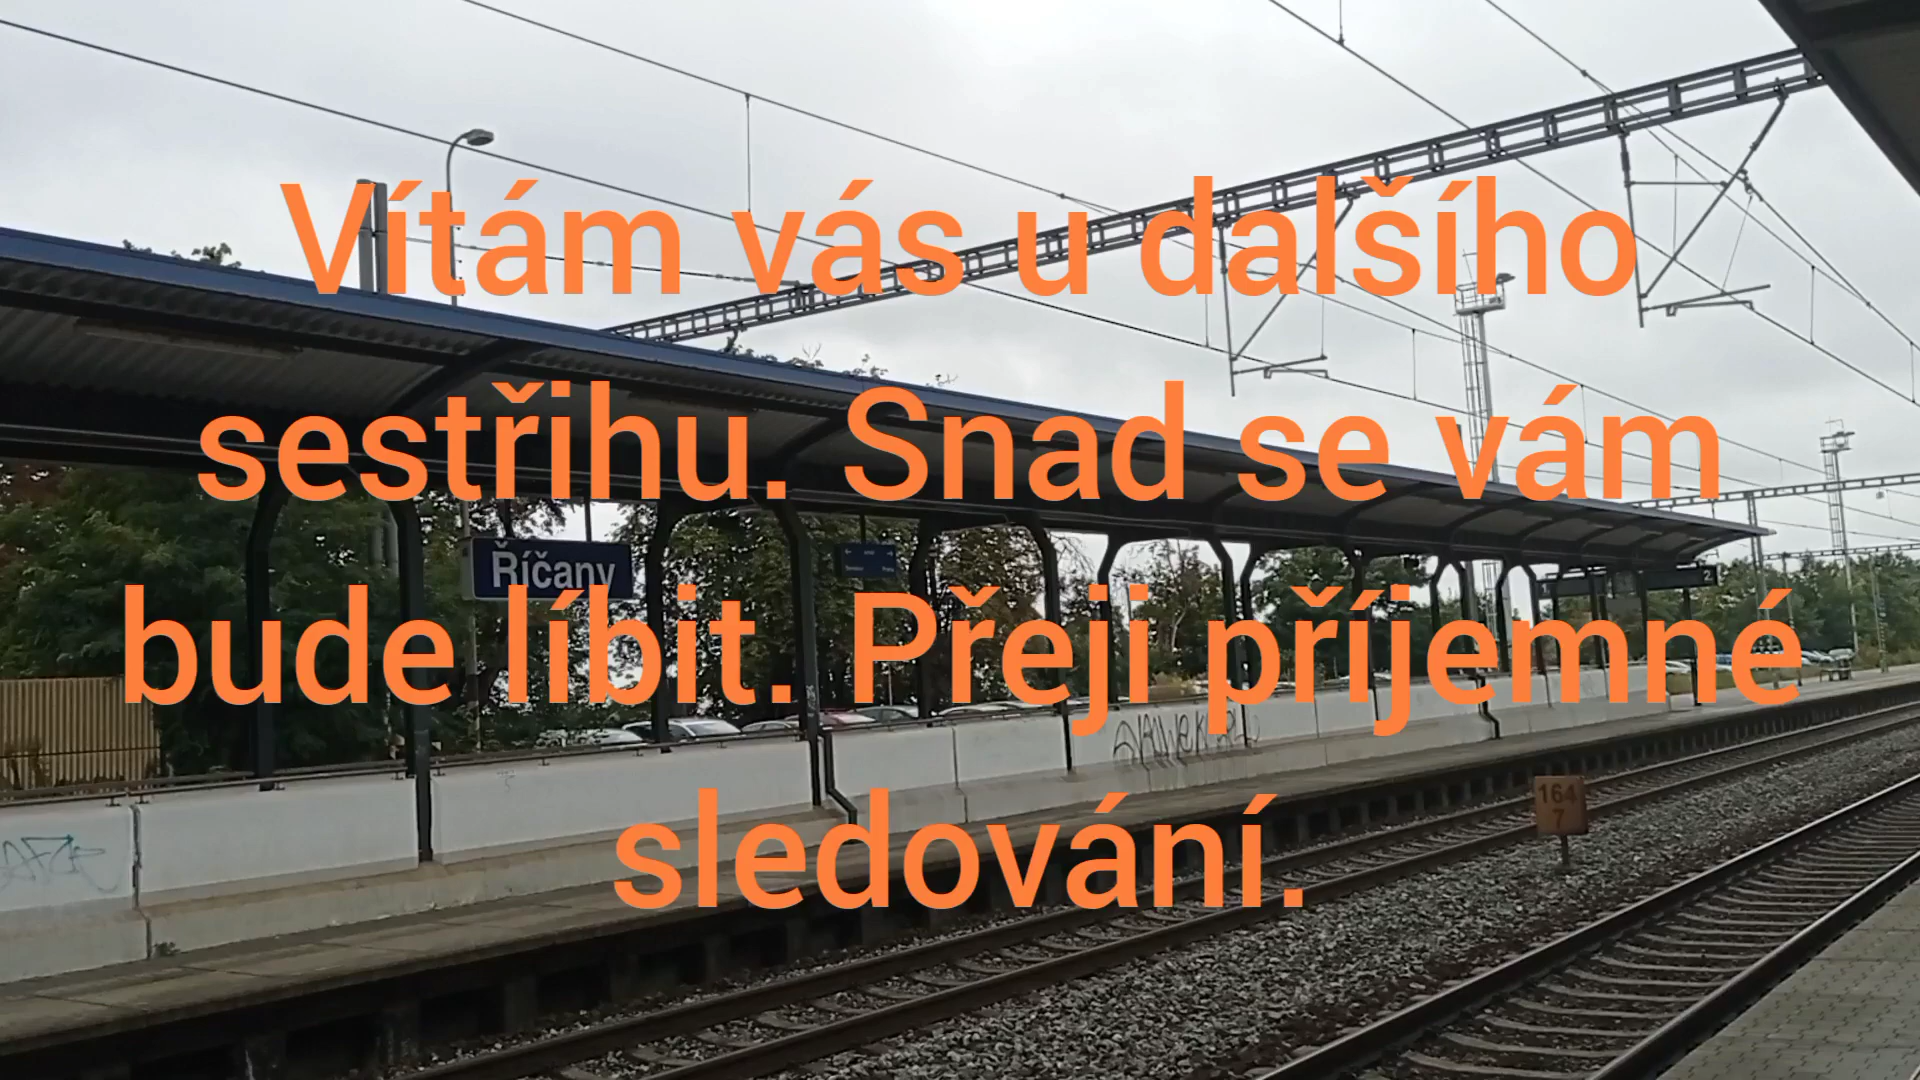 Vítám vás u dalšího
sestřihu. Snad se vám
bude líbit. Přeji příjemné
sledování.
Říčany
2
164
7